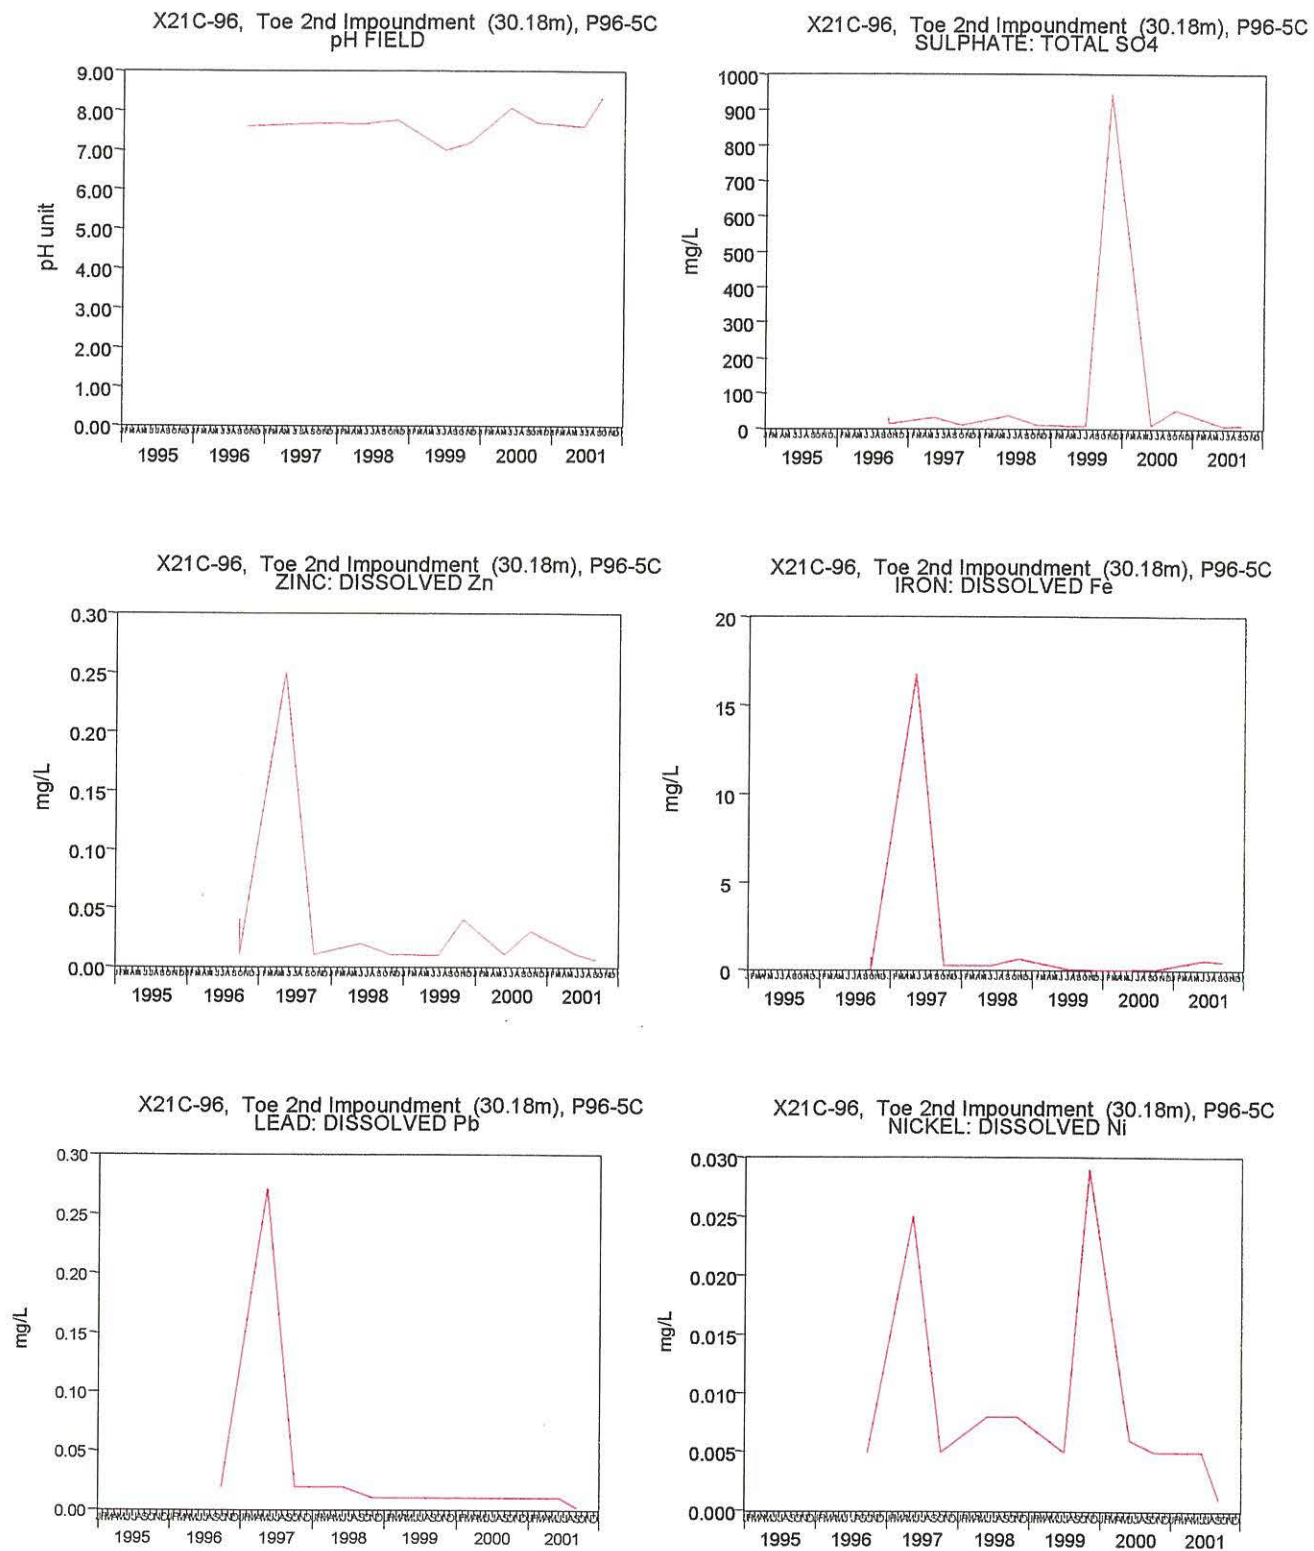 X21C-96, Toe 2nd Impoundment (30.18m), P96-5C
pH FIELD
9.00
8.00
7.00
6.00
5.00
4.00
3.00
2.00
1.00
0.00
pH unit
1995 1996 1997 1998 1999 2000 2001
X21C-96, Toe 2nd Impoundment (30.18m), P96-5C
SULPHATE: TOTAL SO4
1000
900
800
700
600
500
400
300
200
100
0
mg/L
1995 1996 1997 1998 1999 2000 2001
X21C-96, Toe 2nd Impoundment (30.18m), P96-5C
ZINC: DISSOLVED Zn
0.30
0.25
0.20
0.15
0.10
0.05
0.00
mg/L
1995 1996 1997 1998 1999 2000 2001
X21C-96, Toe 2nd Impoundment (30.18m), P96-5C
IRON: DISSOLVED Fe
20
15
10
5
0
mg/L
1995 1996 1997 1998 1999 2000 2001
X21C-96, Toe 2nd Impoundment (30.18m), P96-5C
LEAD: DISSOLVED Pb
0.30
0.25
0.20
0.15
0.10
0.05
0.00
mg/L
1995 1996 1997 1998 1999 2000 2001
X21C-96, Toe 2nd Impoundment (30.18m), P96-5C
NICKEL: DISSOLVED Ni
0.030
0.025
0.020
0.015
0.010
0.005
0.000
mg/L
1995 1996 1997 1998 1999 2000 2001